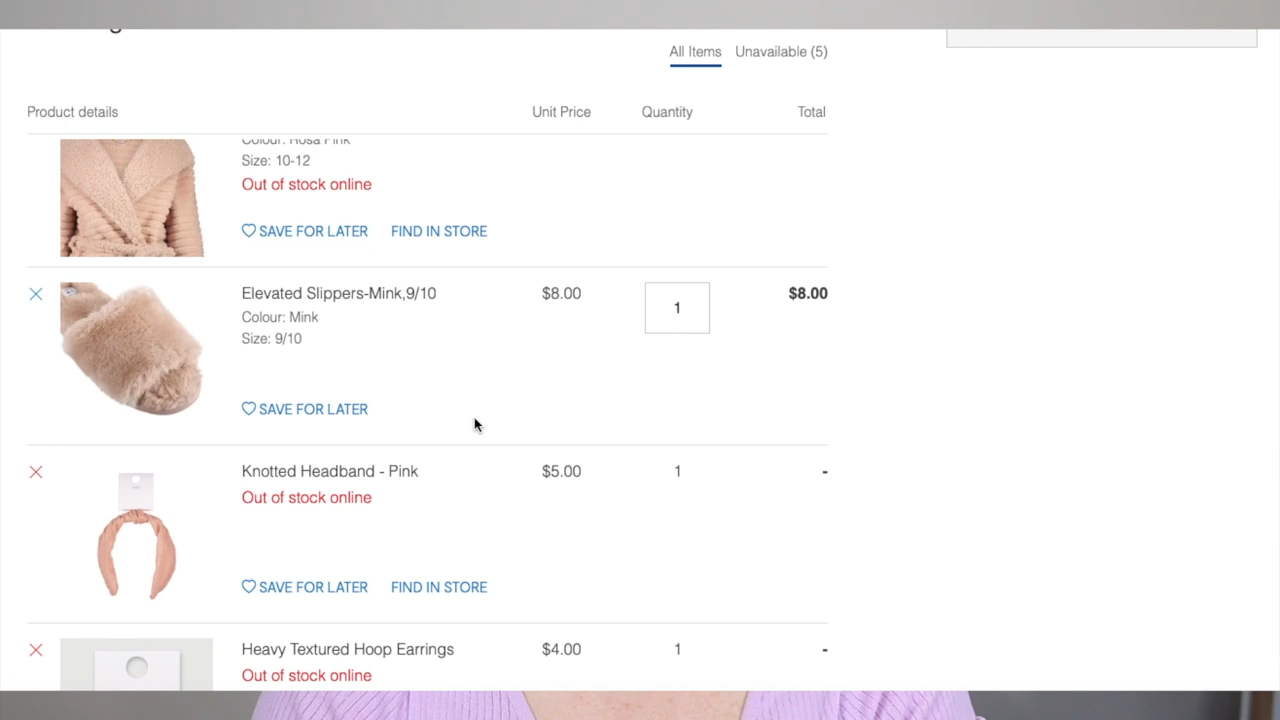 All Items Unavailable (5)
Product details Unit Price Quantity Total
Colour: Rosa Pink
Size: 10-12
Out of stock online
SAVE FOR LATER FIND IN STORE
Elevated Slippers-Mink,9/10 $8.00 1 $8.00
Colour: Mink
Size: 9/10
SAVE FOR LATER
Knotted Headband - Pink $5.00 1 -
Out of stock online
SAVE FOR LATER FIND IN STORE
Heavy Textured Hoop Earrings $4.00 1 -
Out of stock online